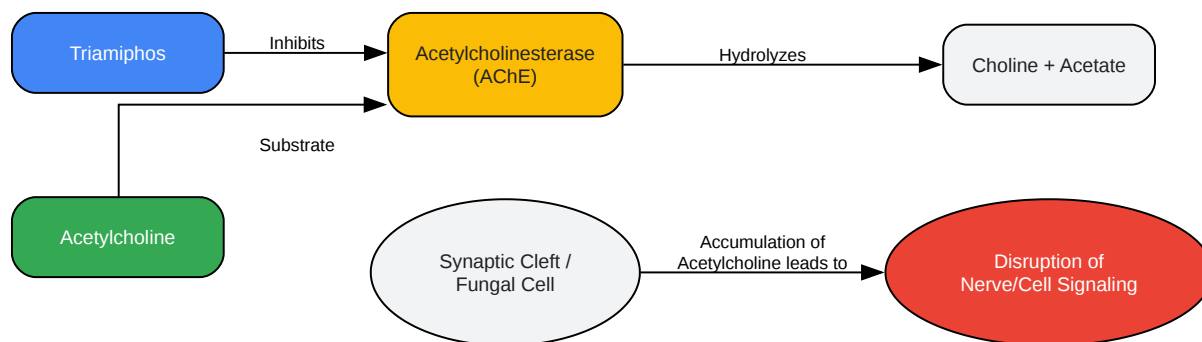 Triamiphos
Inhibits
Acetylcholinesterase
(AChE)
Hydrolyzes
Choline + Acetate
Substrate
Acetylcholine
Synaptic Cleft /
Fungal Cell
Accumulation of
Acetylcholine leads to
Disruption of
Nerve/Cell Signaling